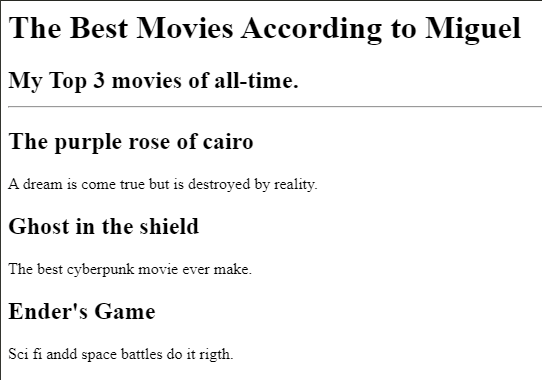 The Best Movies According to Miguel
My Top 3 movies of all-time.
The purple rose of cairo
A dream is come true but is destroyed by reality.
Ghost in the shield
The best cyberpunk movie ever make.
Ender's Game
Sci fi andd space battles do it rigth.